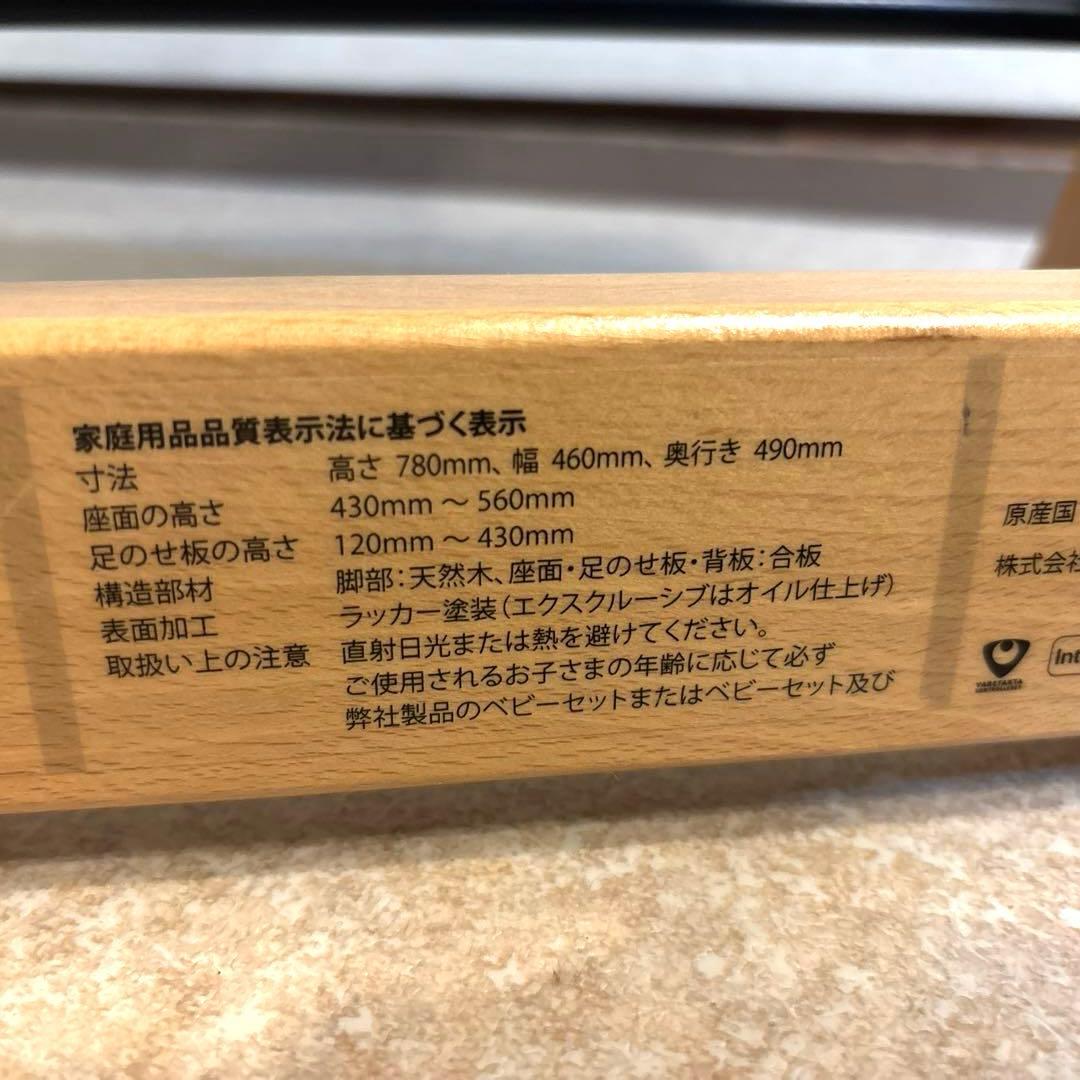 家庭用品品質表示法に基づく表示
寸法 高さ 780mm、幅 460mm、奥行き 490mm
座面の高さ 430mm ～ 560mm
足のせ板の高さ 120mm ～ 430mm
構造部材 脚部：天然木、座面・足のせ板・背板：合板
表面加工 ラッカー塗装（エクスクルーシブはオイル仕上げ）
取扱い上の注意 直射日光または熱を避けてください。
ご使用されるお子さまの年齢に応じて必ず
弊社製品のベビーセットまたはベビーセット及び
原産国
株式会社
VAREFAKTA
KONTROLLERET
Int